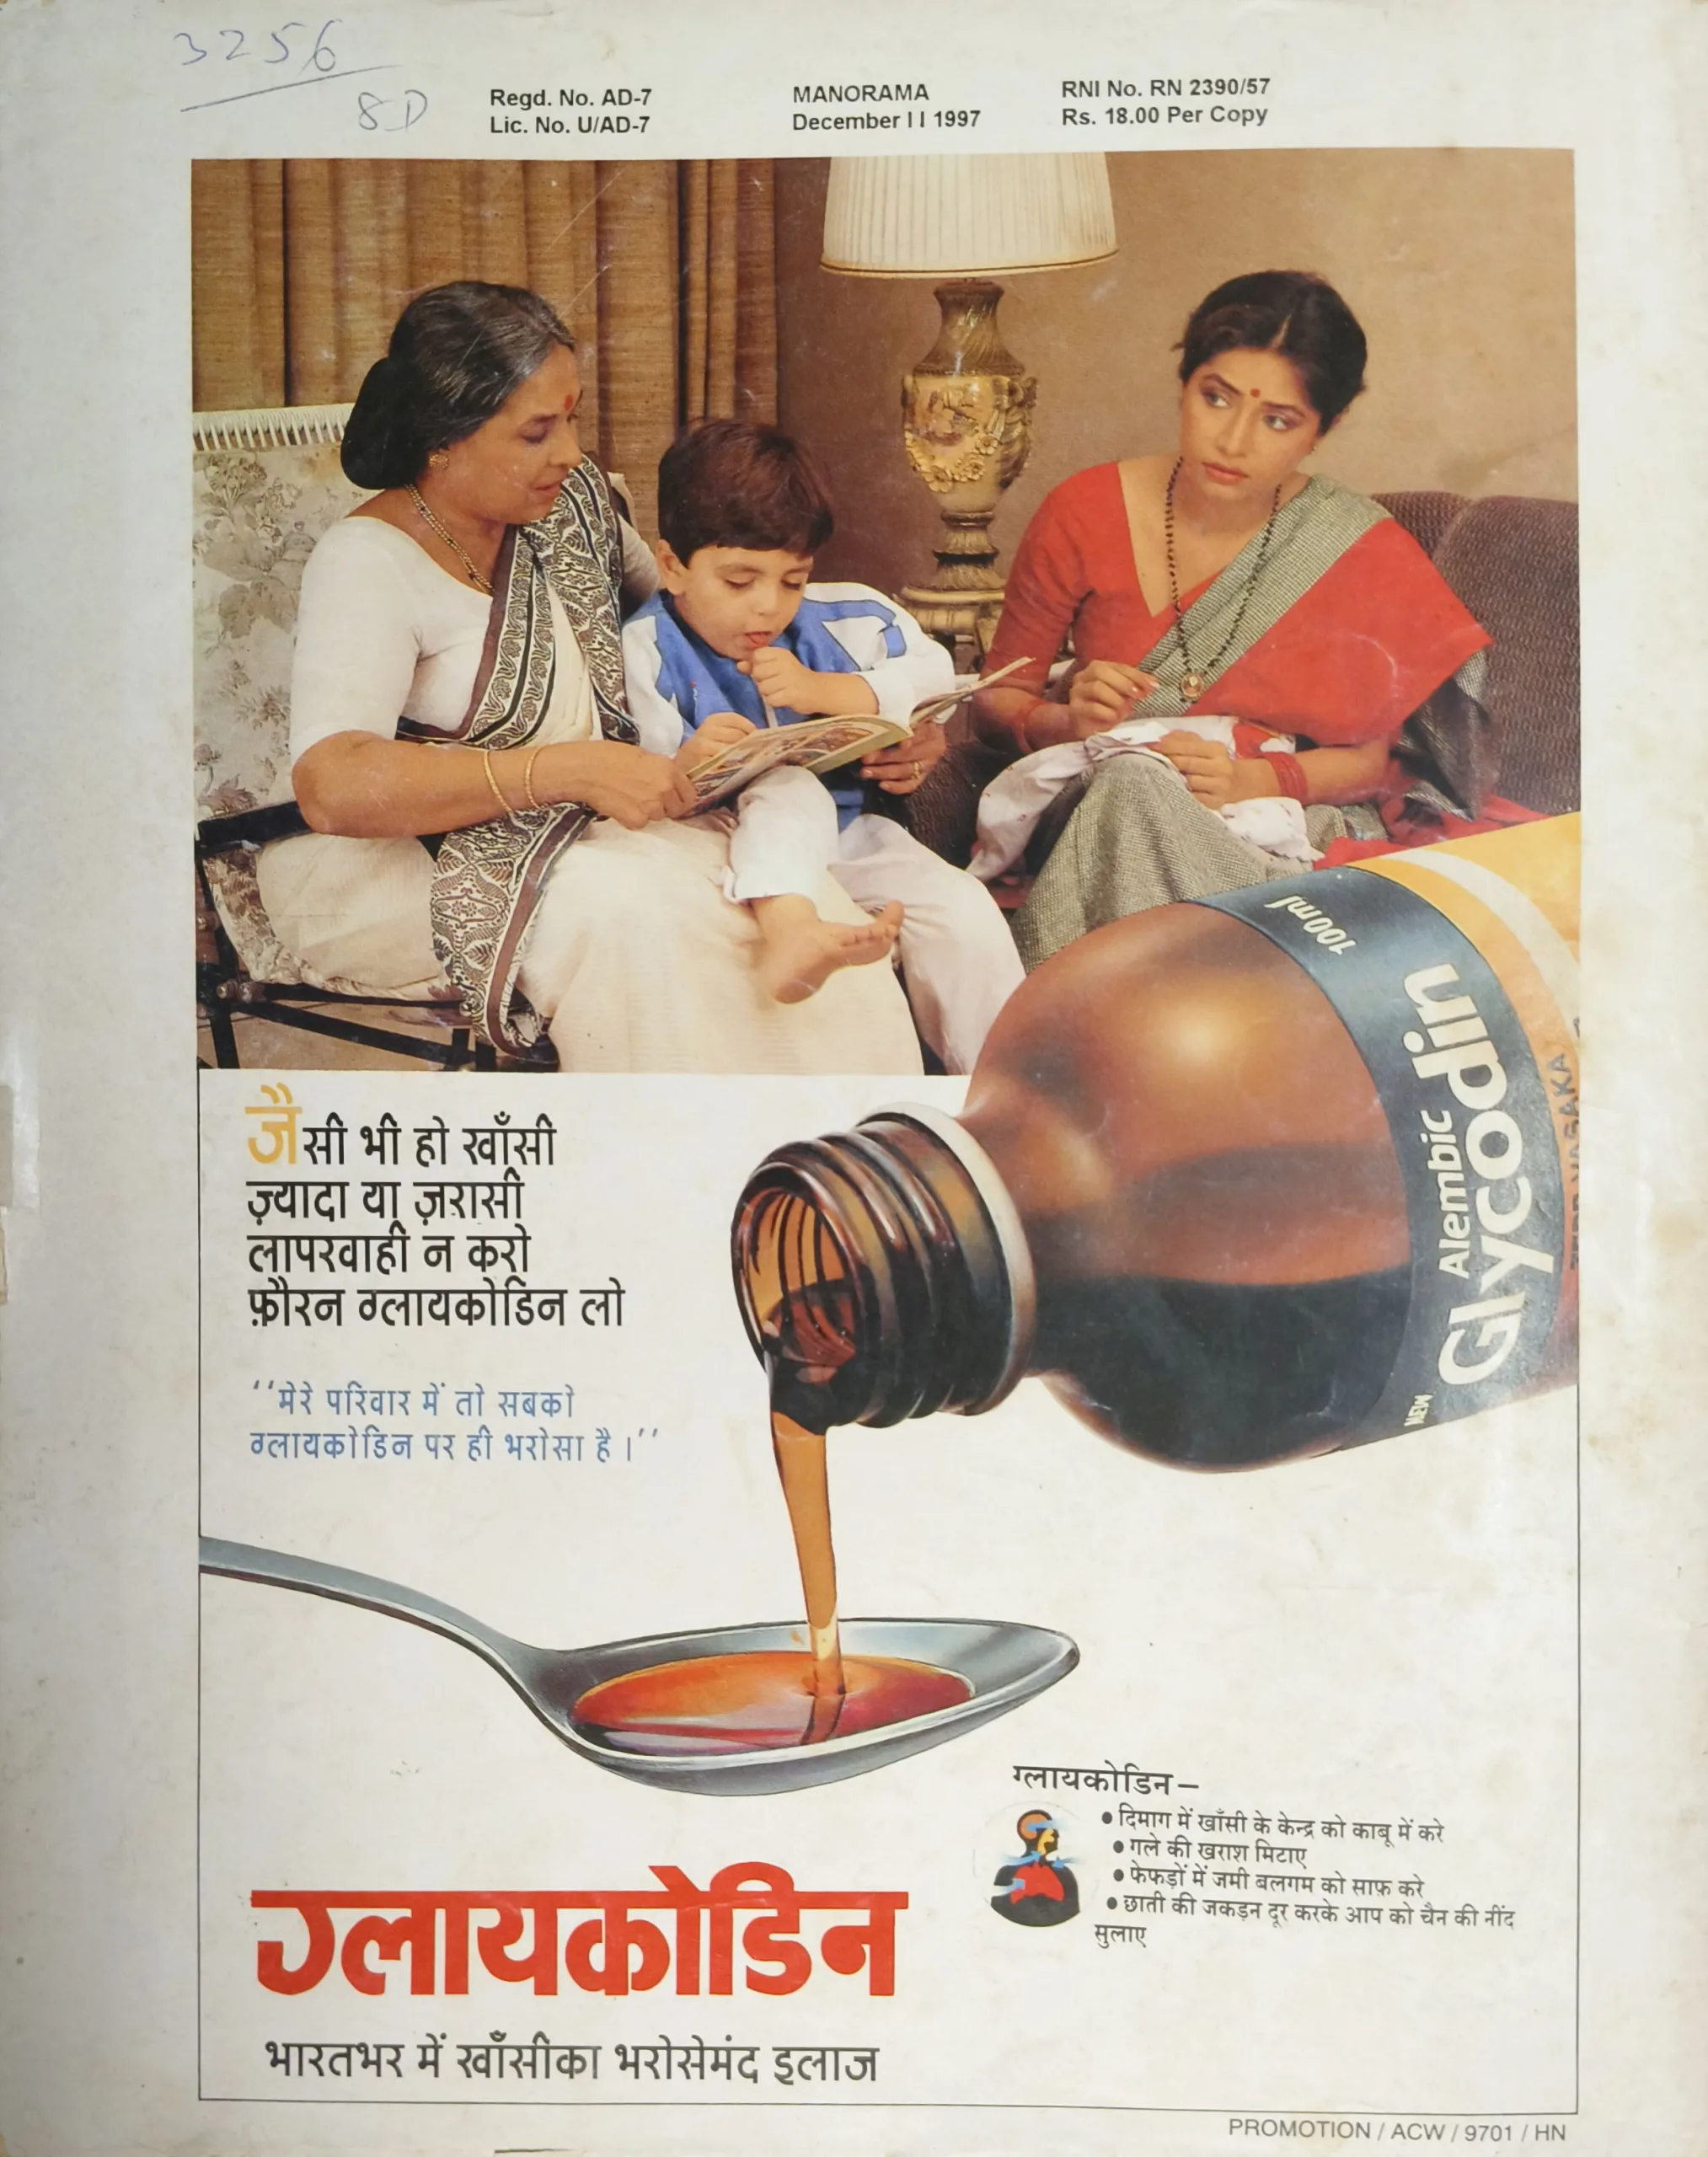 3256
8D
Regd. No. AD-7
Lic. No. U/AD-7
MANORAMA
December II 1997
RNI No. RN 2390/57
Rs. 18.00 Per Copy
100ml
Alembic
Glycodin
NEW
जैसी भी हो खाँसी
ज़्यादा या ज़रासी
लापरवाही न करो
फ़ौरन ग्लायकोडिन लो
‘‘मेरे परिवार में तो सबको
ग्लायकोडिन पर ही भरोसा है।’’
ग्लायकोडिन–
• दिमाग में खाँसी के केन्द्र को काबू में करे
• गले की खराश मिटाए
• फेफड़ों में जमी बलगम को साफ़ करे
• छाती की जकड़न दूर करके आप को चैन की नींद
सुलाए
ग्लायकोडिन
भारतभर में खाँसीका भरोसेमंद इलाज
PROMOTION / ACW / 9701 / HN